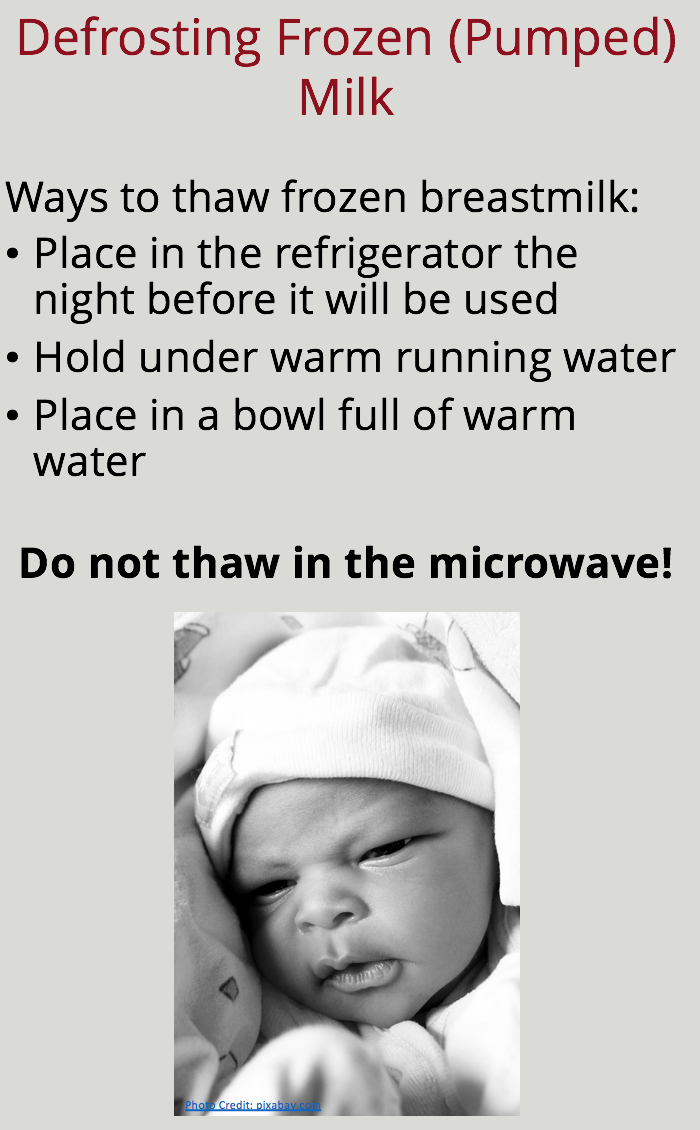 Defrosting Frozen (Pumped)
Milk
Ways to thaw frozen breastmilk:
• Place in the refrigerator the
night before it will be used
• Hold under warm running water
• Place in a bowl full of warm
water
Do not thaw in the microwave!
Photo Credit: pixabay.com